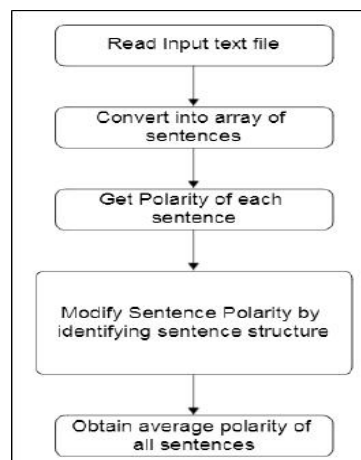 Read Input text file
Convert into array of
sentences
Get Polarity of each
sentence
Modify Sentence Polarity by
identifying sentence structure
Obtain average polarity of
all sentences